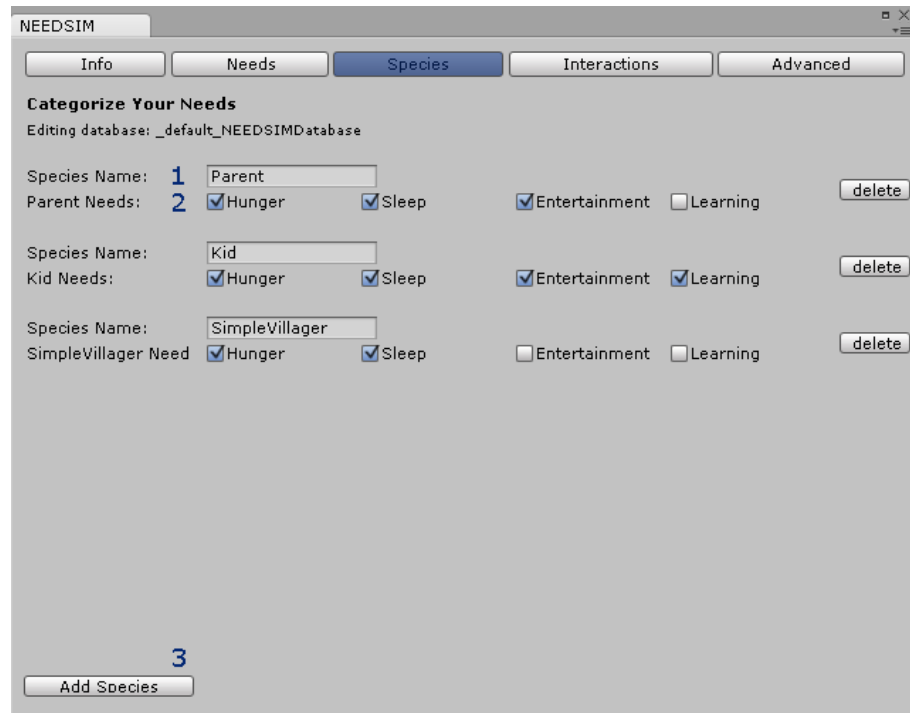 NEEDSIM
Info Needs Species Interactions Advanced
Categorize Your Needs
Editing database: _default_NEEDSIMDatabase
Species Name: 1 Parent
delete
Parent Needs: 2 Hunger Sleep Entertainment Learning
Species Name: Kid
delete
Kid Needs: Hunger Sleep Entertainment Learning
Species Name: SimpleVillager
delete
SimpleVillager Need Hunger Sleep Entertainment Learning
3
Add Species